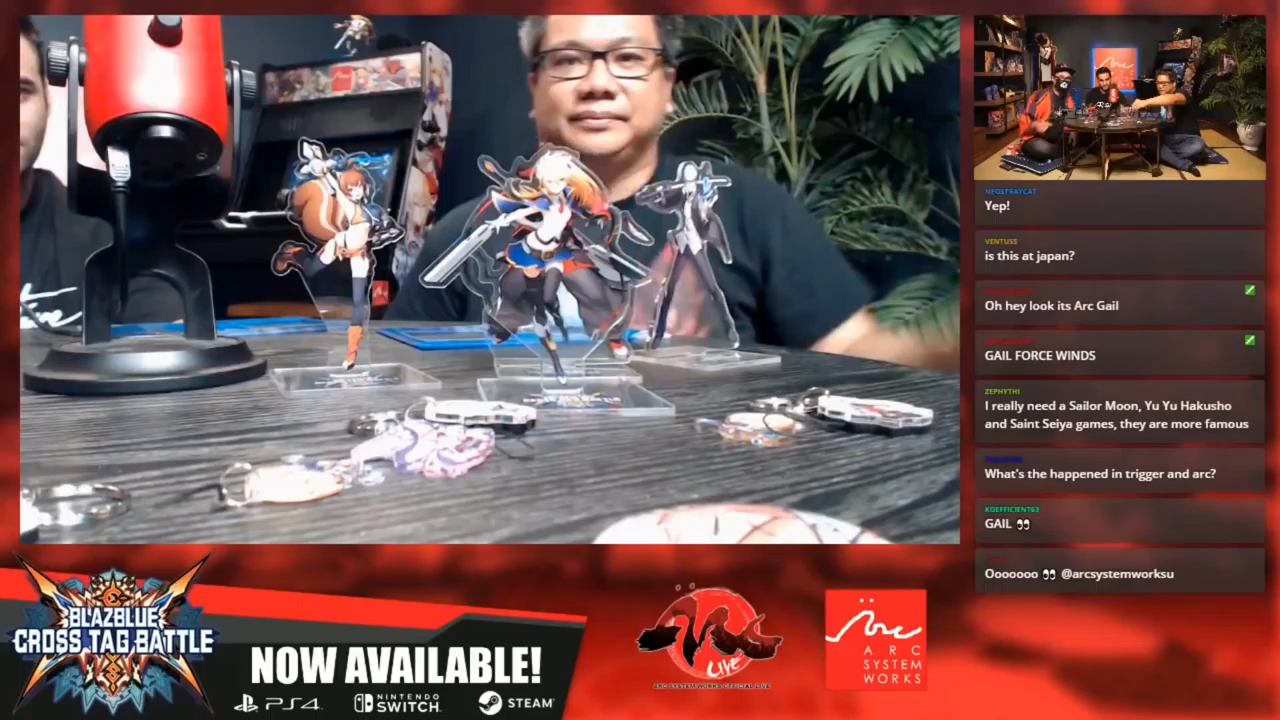 NEOSTRAYCAT
Yep!
VENTUSS
is this at japan?
Oh hey look its Arc Gail
GAIL FORCE WINDS
ZEPHYTHI
I really need a Sailor Moon, Yu Yu Hakusho
and Saint Seiya games, they are more famous
What's the happened in trigger and arc?
KOEFFICIENT63
GAIL 👀
Ooooooo 👀 @arcsystemworksu
BLAZBLUE
CROSS TAG BATTLE
NOW AVAILABLE!
PS4
NINTENDO
SWITCH
STEAM
LIVE
ARC SYSTEM WORKS OFFICIAL LIVE
Arc
ARC
SYSTEM
WORKS